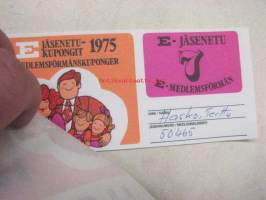 E- JÄSENETU-
KUPONGIT 1975
MEDLEMSFÖRMÅNSKUPONGER
E- JÄSENETU
7
E- MEDLEMSFÖRMÅN
50465